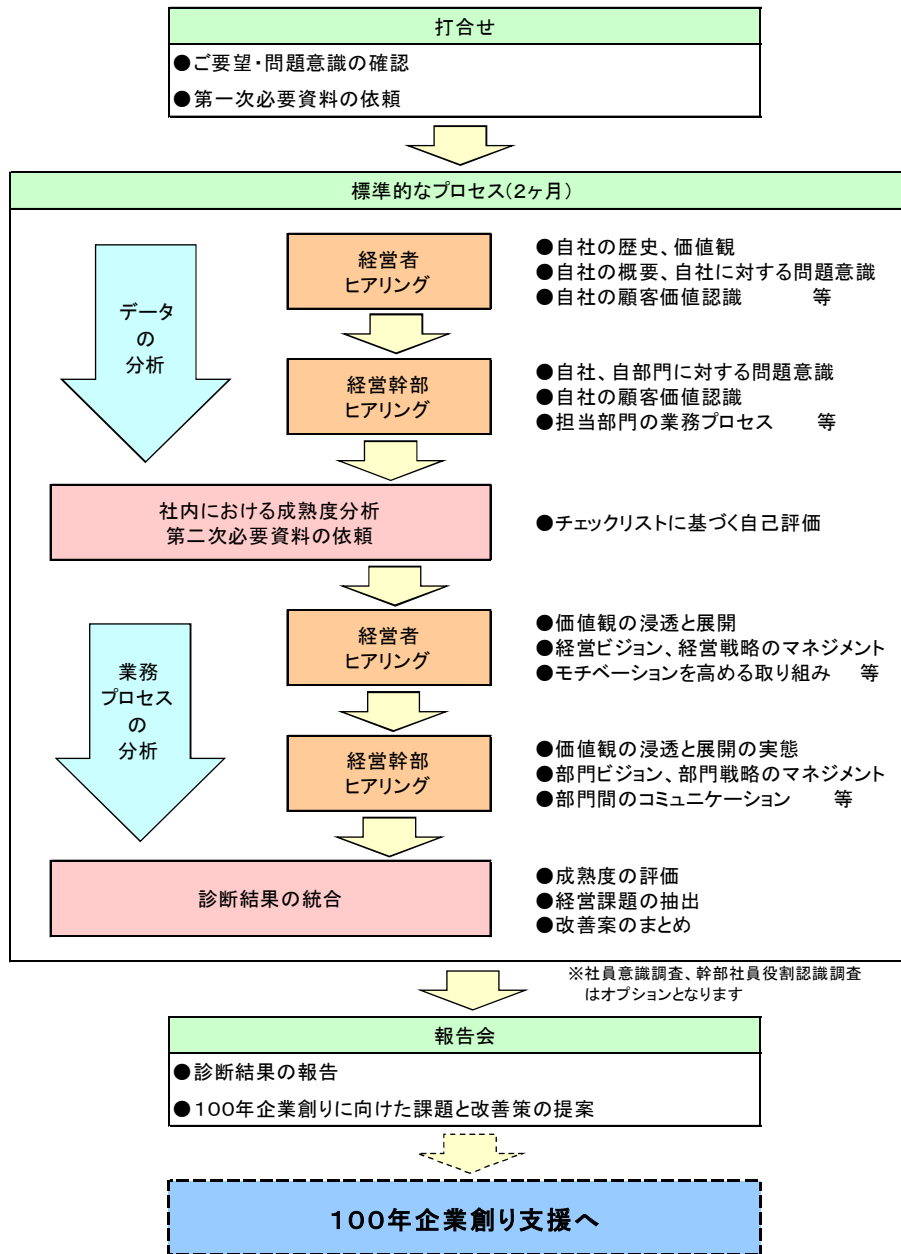 打合せ
●ご要望・問題意識の確認
●第一次必要資料の依頼
標準的なプロセス(2ヶ月)
データ
の
分析
経営者
ヒアリング
●自社の歴史、価値観
●自社の概要、自社に対する問題意識
●自社の顧客価値認識 等
経営幹部
ヒアリング
●自社、自部門に対する問題意識
●自社の顧客価値認識
●担当部門の業務プロセス 等
社内における成熟度分析
第二次必要資料の依頼
●チェックリストに基づく自己評価
業務
プロセス
の
分析
経営者
ヒアリング
●価値観の浸透と展開
●経営ビジョン、経営戦略のマネジメント
●モチベーションを高める取り組み 等
経営幹部
ヒアリング
●価値観の浸透と展開の実態
●部門ビジョン、部門戦略のマネジメント
●部門間のコミュニケーション 等
診断結果の統合
●成熟度の評価
●経営課題の抽出
●改善案のまとめ
※社員意識調査、幹部社員役割認識調査
はオプションとなります
報告会
●診断結果の報告
●100年企業創りに向けた課題と改善策の提案
100年企業創り支援へ